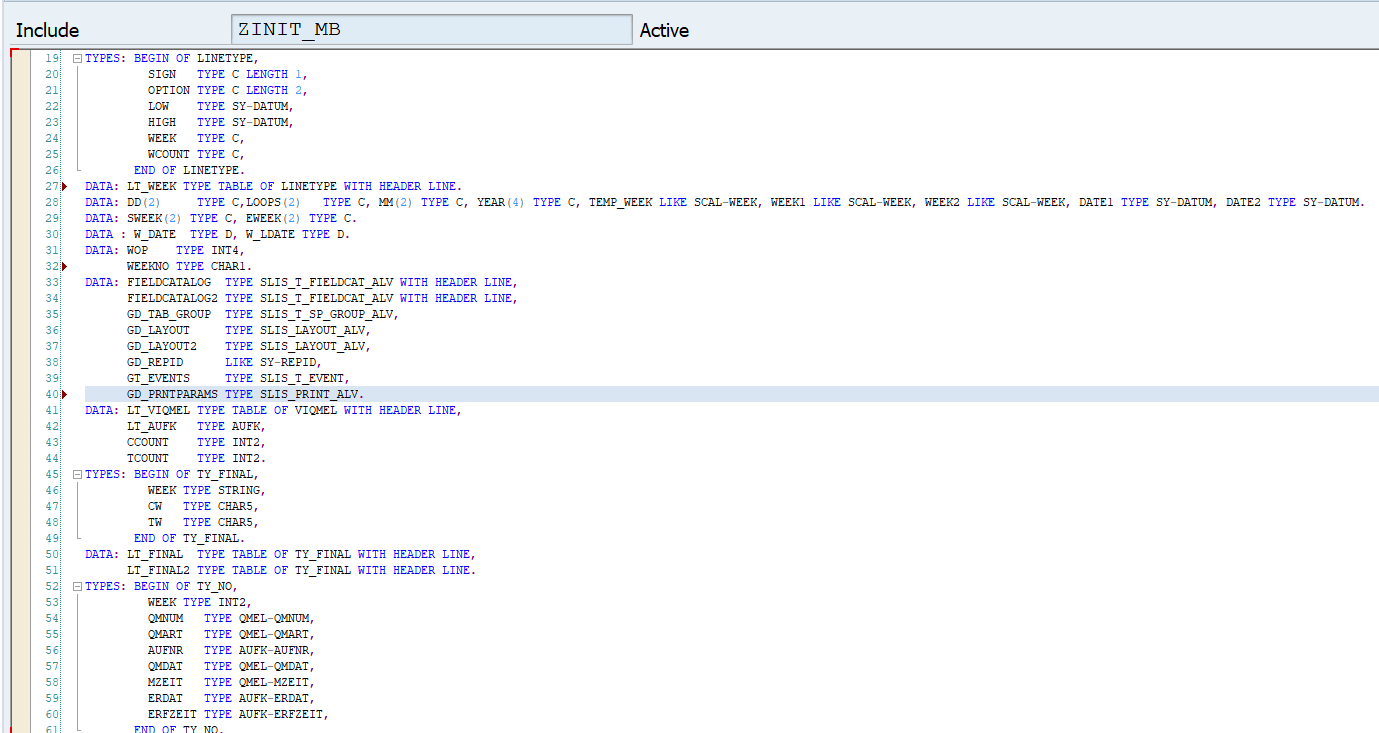 Include ZINIT_MB Active
19 TYPES: BEGIN OF LINETYPE,
20 SIGN TYPE C LENGTH 1,
21 OPTION TYPE C LENGTH 2,
22 LOW TYPE SY-DATUM,
23 HIGH TYPE SY-DATUM,
24 WEEK TYPE C,
25 WCOUNT TYPE C,
26 END OF LINETYPE.
27 DATA: LT_WEEK TYPE TABLE OF LINETYPE WITH HEADER LINE.
28 DATA: DD(2) TYPE C,LOOPS(2) TYPE C, MM(2) TYPE C, YEAR(4) TYPE C, TEMP_WEEK LIKE SCAL-WEEK, WEEK1 LIKE SCAL-WEEK, WEEK2 LIKE SCAL-WEEK, DATE1 TYPE SY-DATUM, DATE2 TYPE SY-DATUM.
29 DATA: SWEEK(2) TYPE C, EWEEK(2) TYPE C.
30 DATA : W_DATE TYPE D, W_LDATE TYPE D.
31 DATA: WOP TYPE INT4,
32 WEEKNO TYPE CHAR1.
33 DATA: FIELDCATALOG TYPE SLIS_T_FIELDCAT_ALV WITH HEADER LINE,
34 FIELDCATALOG2 TYPE SLIS_T_FIELDCAT_ALV WITH HEADER LINE,
35 GD_TAB_GROUP TYPE SLIS_T_SP_GROUP_ALV,
36 GD_LAYOUT TYPE SLIS_LAYOUT_ALV,
37 GD_LAYOUT2 TYPE SLIS_LAYOUT_ALV,
38 GD_REPID LIKE SY-REPID,
39 GT_EVENTS TYPE SLIS_T_EVENT,
40 GD_PRNTPARAMS TYPE SLIS_PRINT_ALV.
41 DATA: LT_VIQMEL TYPE TABLE OF VIQMEL WITH HEADER LINE,
42 LT_AUFK TYPE AUFK,
43 CCOUNT TYPE INT2,
44 TCOUNT TYPE INT2.
45 TYPES: BEGIN OF TY_FINAL,
46 WEEK TYPE STRING,
47 CW TYPE CHAR5,
48 TW TYPE CHAR5,
49 END OF TY_FINAL.
50 DATA: LT_FINAL TYPE TABLE OF TY_FINAL WITH HEADER LINE,
51 LT_FINAL2 TYPE TABLE OF TY_FINAL WITH HEADER LINE.
52 TYPES: BEGIN OF TY_NO,
53 WEEK TYPE INT2,
54 QMNUM TYPE QMEL-QMNUM,
55 QMART TYPE QMEL-QMART,
56 AUFNR TYPE AUFK-AUFNR,
57 QMDAT TYPE QMEL-QMDAT,
58 MZEIT TYPE QMEL-MZEIT,
59 ERDAT TYPE AUFK-ERDAT,
60 ERFZEIT TYPE AUFK-ERFZEIT,
61 END OF TY_NO.